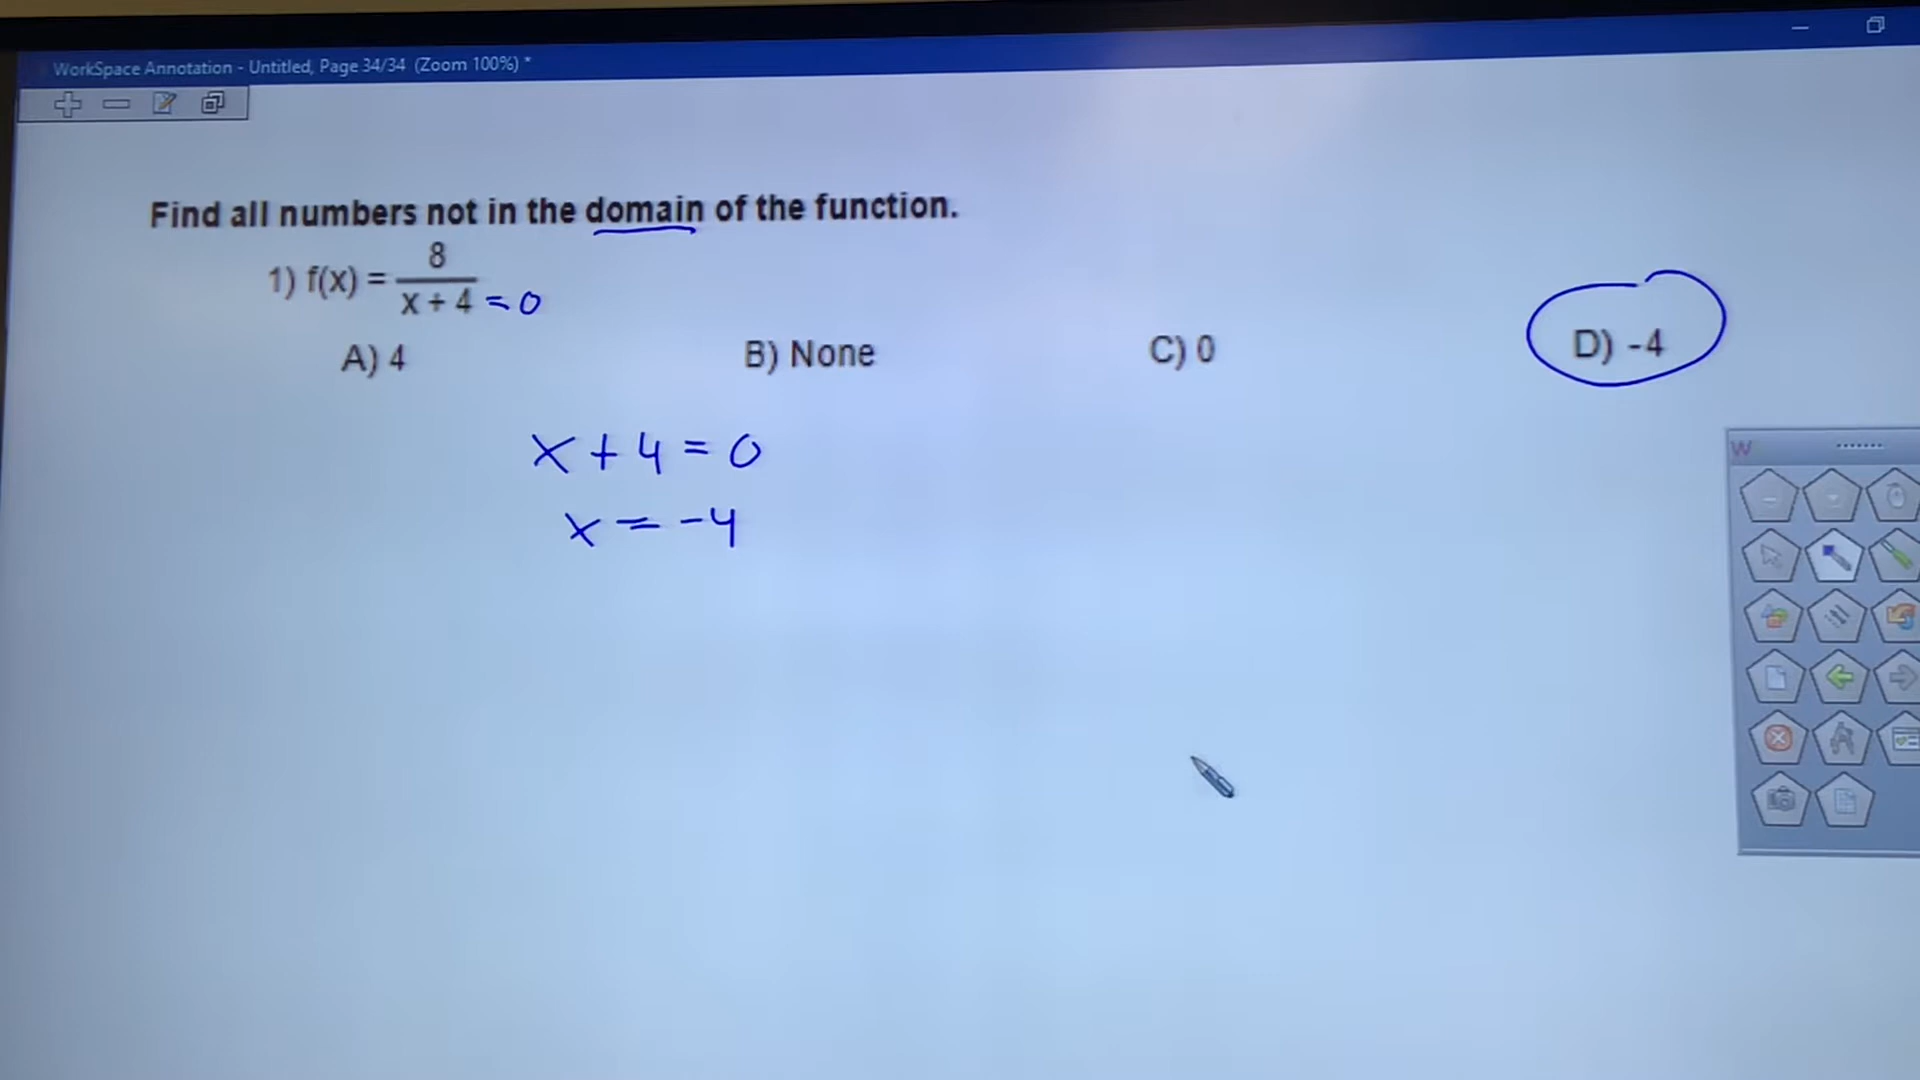 WorkSpace Annotation - Untitled, Page 34/34 (Zoom 100%) *
Find all numbers not in the domain of the function.
1) f(x) = 8 / x + 4 = 0
A) 4 B) None C) 0 D) -4
x + 4 = 0
x = -4
W